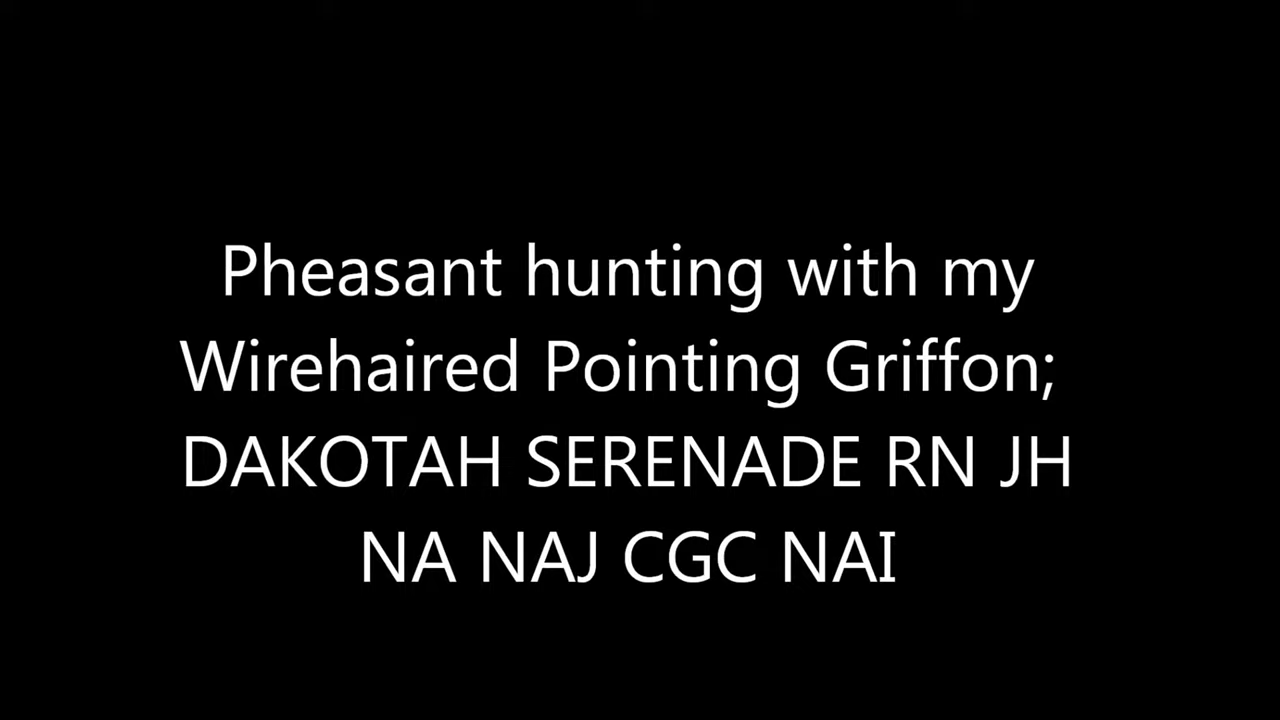 Pheasant hunting with my
Wirehaired Pointing Griffon;
DAKOTAH SERENADE RN JH
NA NAJ CGC NAI